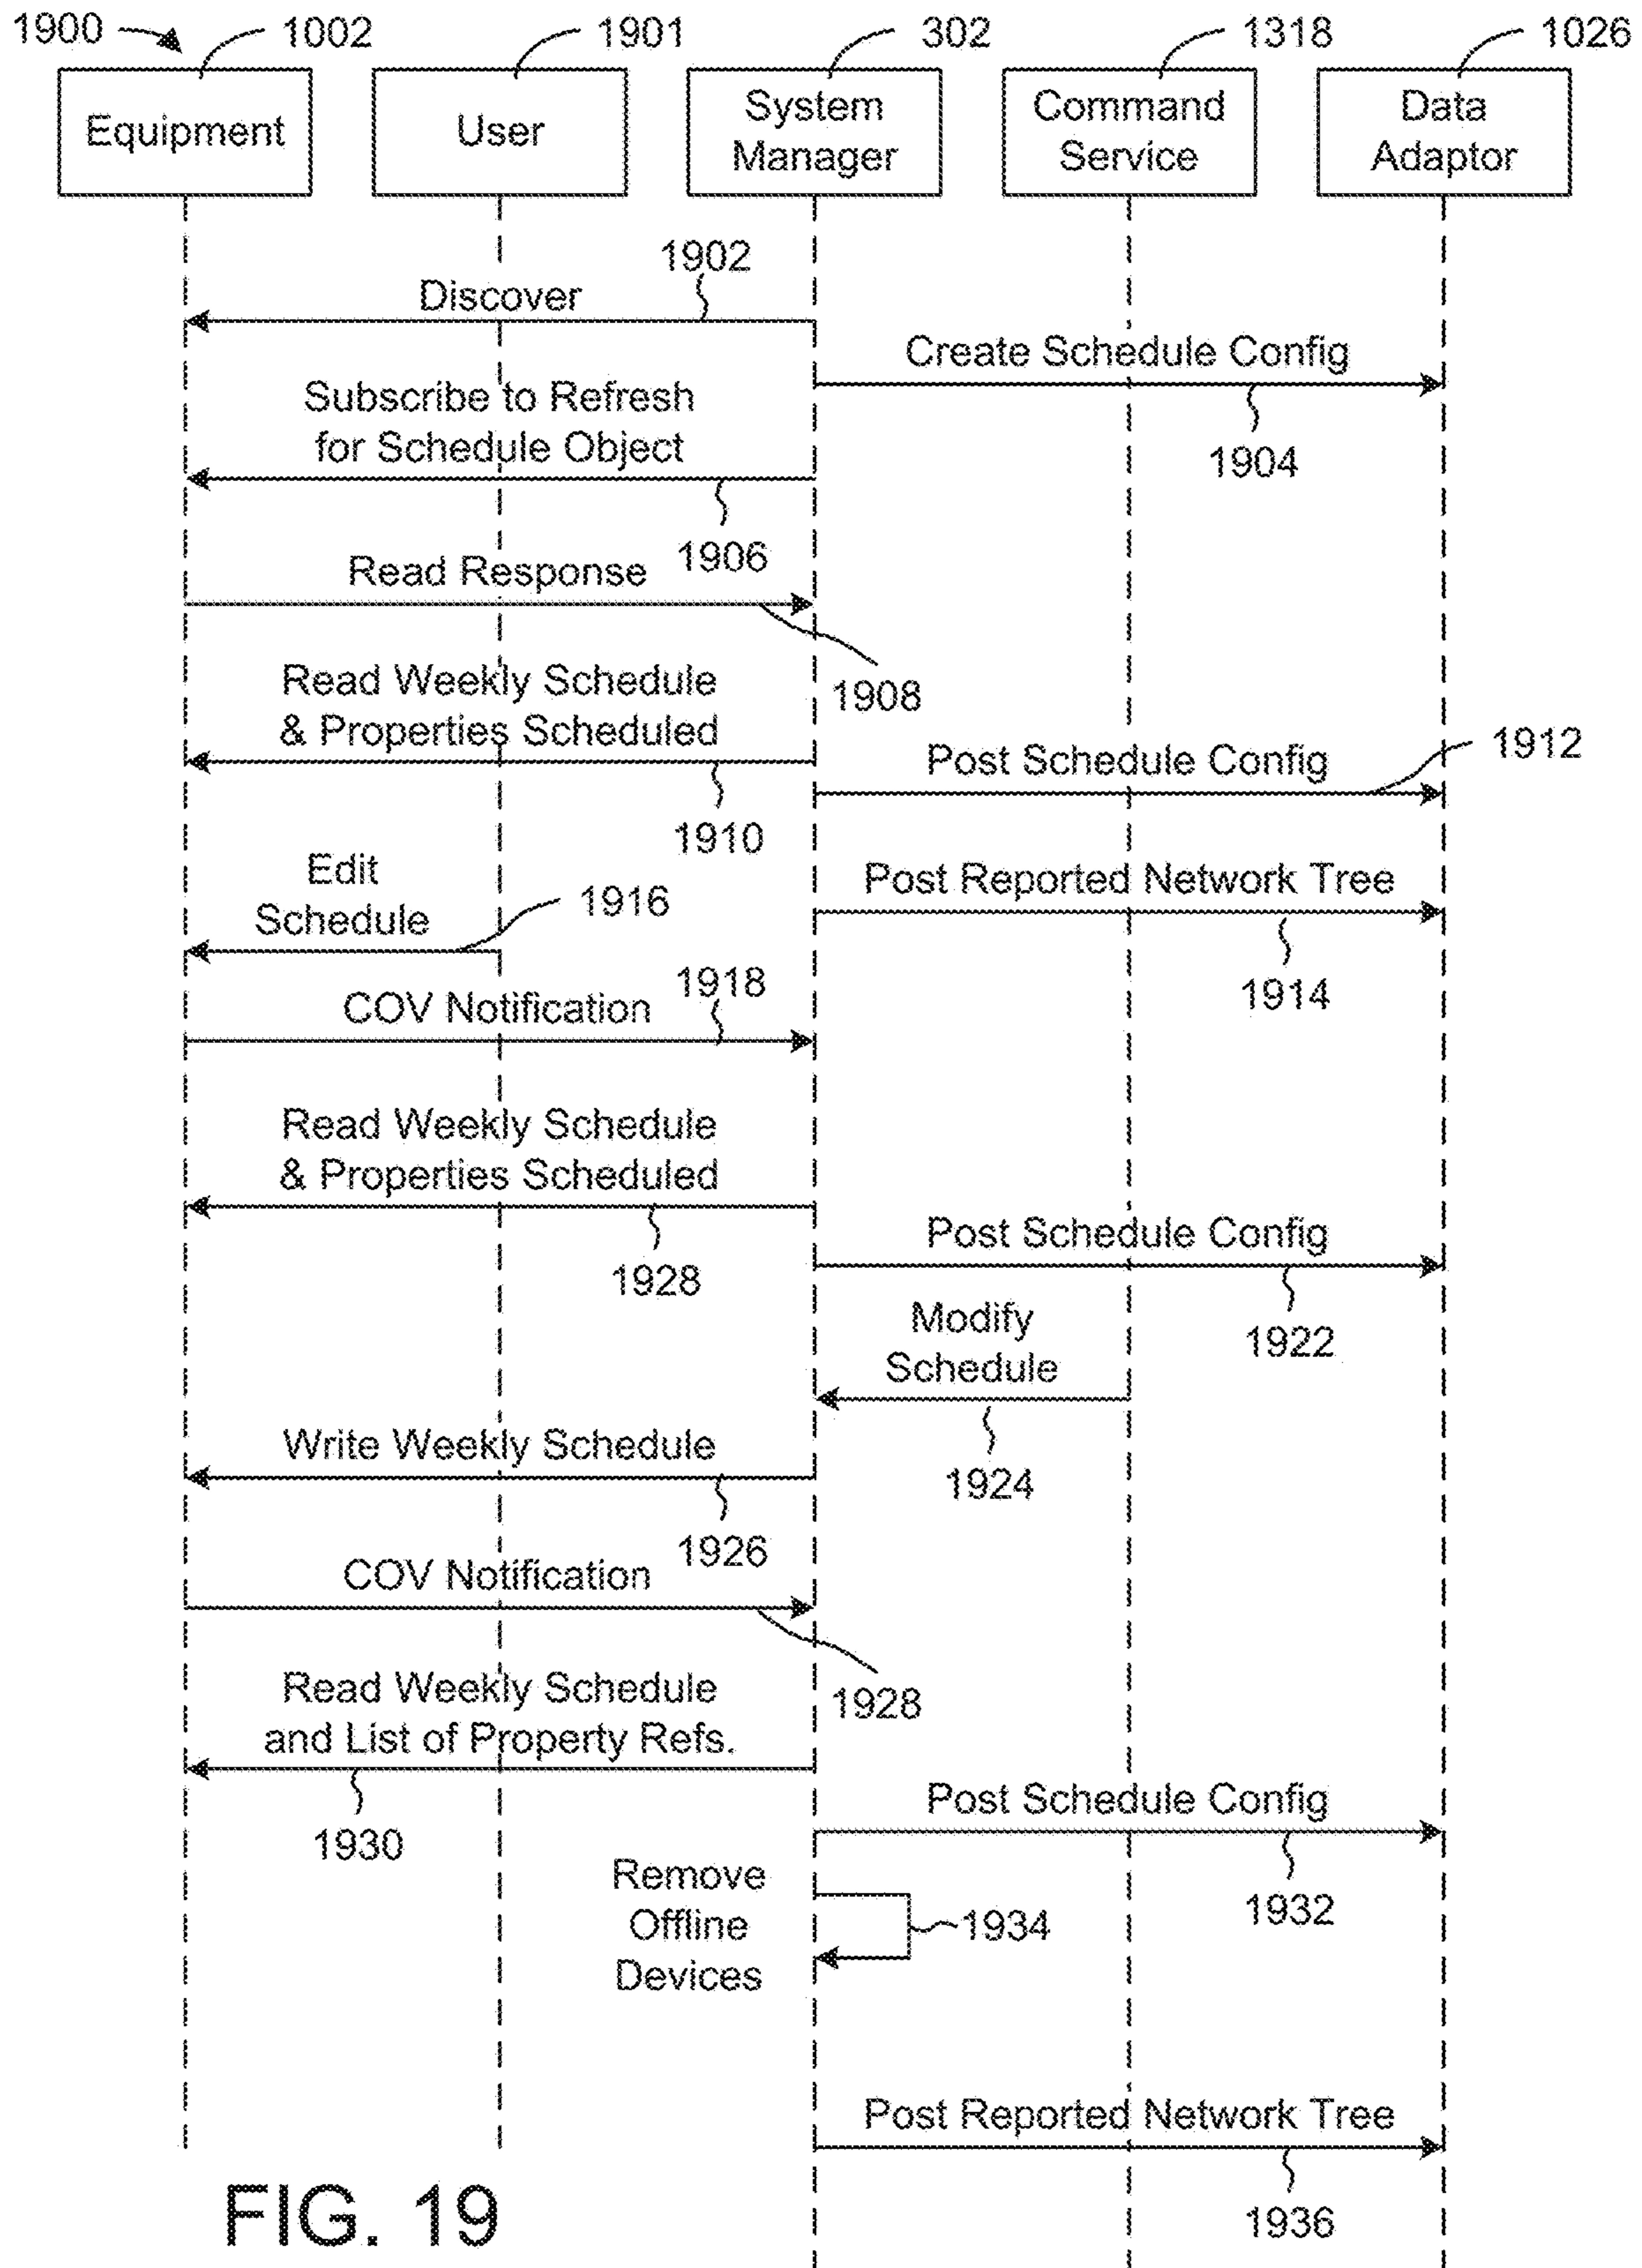 1900
1002
1901
302
1318
1026
Equipment
User
System
Manager
Command
Service
Data
Adaptor
1902
Discover
Create Schedule Config
1904
Subscribe to Refresh
for Schedule Object
1906
Read Response
1908
Read Weekly Schedule
& Properties Scheduled
1910
Post Schedule Config
1912
Post Reported Network Tree
1914
Edit
Schedule
1916
1918
COV Notification
Read Weekly Schedule
& Properties Scheduled
1928
Post Schedule Config
1922
Modify
Schedule
1924
Write Weekly Schedule
1926
COV Notification
1928
Read Weekly Schedule
and List of Property Refs.
1930
Post Schedule Config
1932
Remove
Offline
Devices
1934
Post Reported Network Tree
1936
FIG. 19